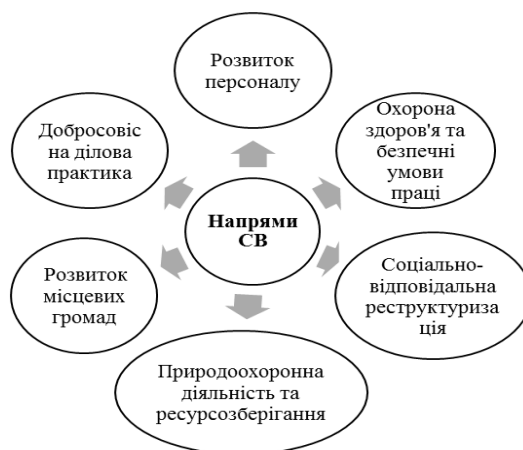 Розвиток
персоналу
Добросовіс
на ділова
практика
Охорона
здоров'я та
безпечні
умови
праці
Напрями
СВ
Розвиток
місцевих
громад
Соціально-
відповідальна
реструктуриза
ція
Природоохоронна
діяльність та
ресурсозберігання